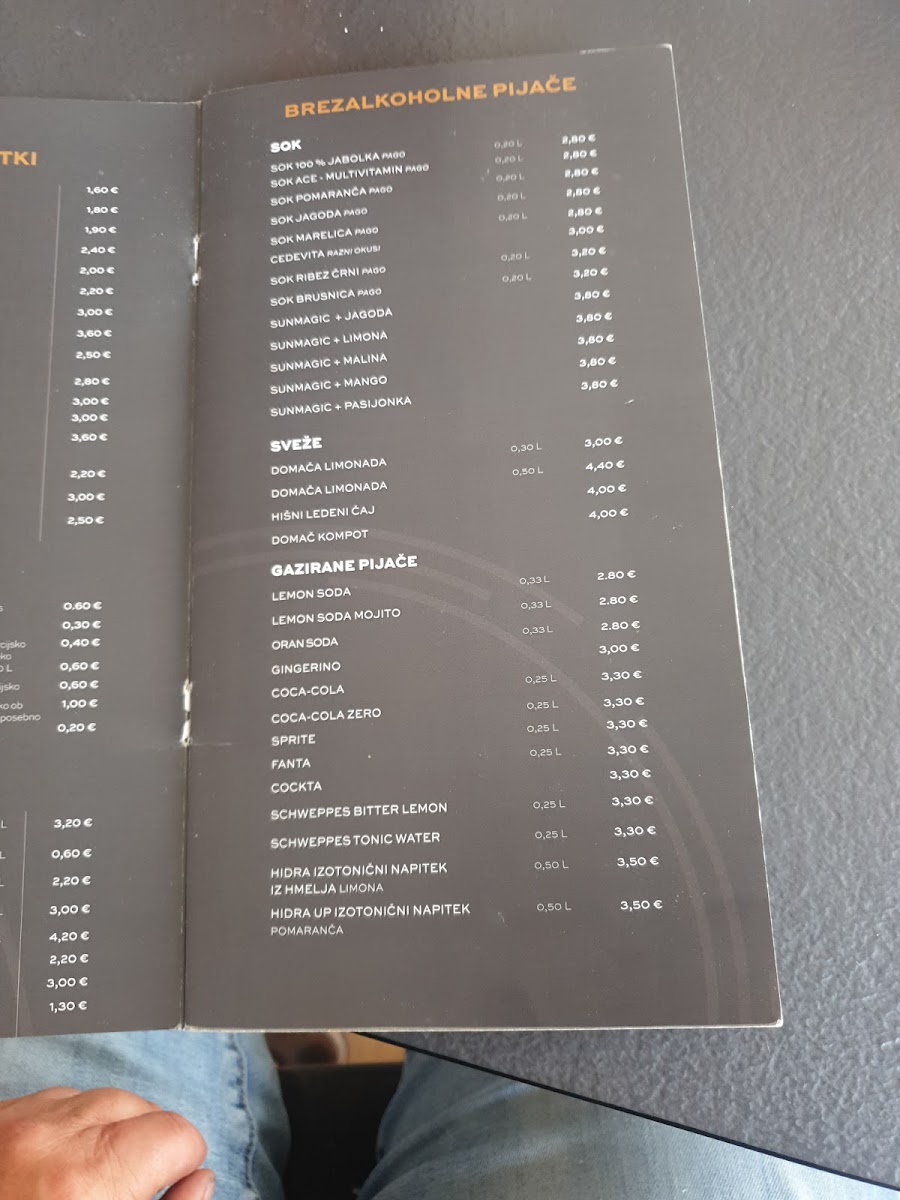 TKI
1,60 €
1,80 €
1,90 €
2,40 €
2,00 €
2,20 €
3,00 €
3,60 €
2,50 €
2,80 €
3,00 €
3,00 €
3,60 €
2,20 €
3,00 €
2,50 €
s 0.60 €
0,30 €
cijsko 0,40 €
ko
0 L 0,60 €
ijsko 0,60 €
ko ob 1,00 €
posebno
0,20 €
L 3,20 €
L 0,60 €
L 2,20 €
L 3,00 €
4,20 €
2,20 €
3,00 €
1,30 €
BREZALKOHOLNE PIJAČE
SOK
SOK 100 % JABOLKA PAGO 0,20 L 2,80 €
SOK ACE - MULTIVITAMIN PAGO 0,20 L 2,80 €
SOK POMARANČA PAGO 0,20 L 2,80 €
SOK JAGODA PAGO 0,20 L 2,80 €
SOK MARELICA PAGO 0,20 L 2,80 €
CEDEVITA RAZNI OKUSI 3,00 €
SOK RIBEZ ČRNI PAGO 0,20 L 3,20 €
SOK BRUSNICA PAGO 0,20 L 3,20 €
SUNMAGIC + JAGODA 3,80 €
SUNMAGIC + LIMONA 3,80 €
SUNMAGIC + MALINA 3,80 €
SUNMAGIC + MANGO 3,80 €
SUNMAGIC + PASIJONKA 3,80 €
SVEŽE
DOMAČA LIMONADA 0,30 L 3,00 €
DOMAČA LIMONADA 0,50 L 4,40 €
HIŠNI LEDENI ČAJ 4,00 €
DOMAČ KOMPOT 4,00 €
GAZIRANE PIJAČE
LEMON SODA 0,33 L 2.80 €
LEMON SODA MOJITO 0,33 L 2.80 €
ORAN SODA 0,33 L 2.80 €
GINGERINO 3,00 €
COCA-COLA 0,25 L 3,30 €
COCA-COLA ZERO 0,25 L 3,30 €
SPRITE 0,25 L 3,30 €
FANTA 0,25 L 3,30 €
COCKTA 3,30 €
SCHWEPPES BITTER LEMON 0,25 L 3,30 €
SCHWEPPES TONIC WATER 0,25 L 3,30 €
HIDRA IZOTONIČNI NAPITEK 0,50 L 3,50 €
IZ HMELJA LIMONA
HIDRA UP IZOTONIČNI NAPITEK 0,50 L 3,50 €
POMARANČA